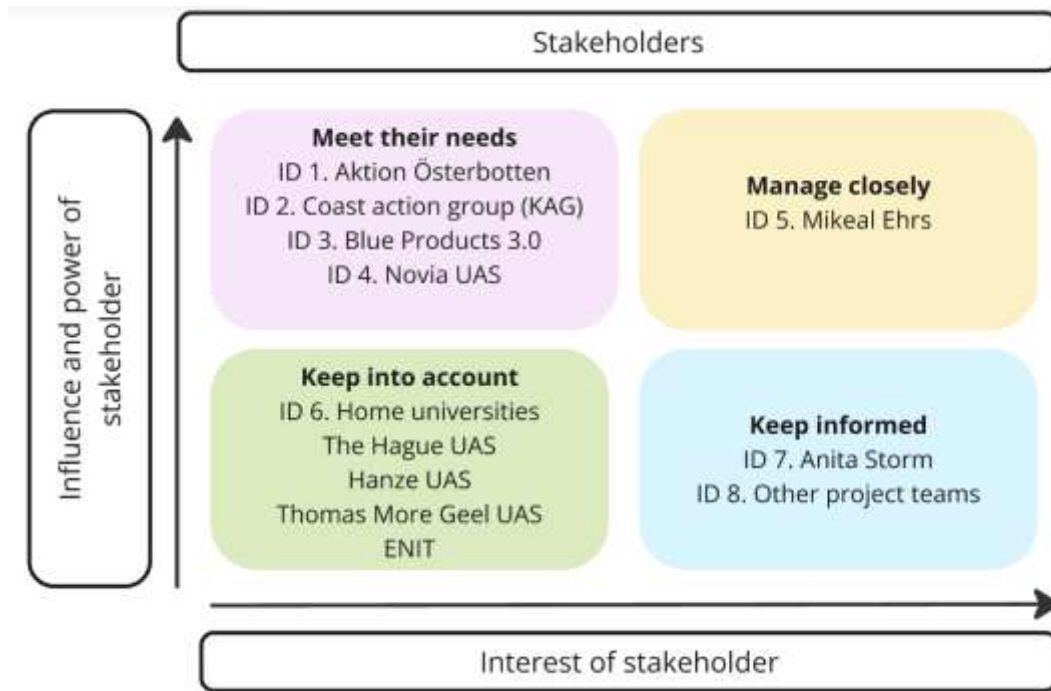 Stakeholders
Influence and power of
stakeholder
Meet their needs
ID 1. Aktion Österbotten
ID 2. Coast action group (KAG)
ID 3. Blue Products 3.0
ID 4. Novia UAS
Manage closely
ID 5. Mikeal Ehrs
Keep into account
ID 6. Home universities
The Hague UAS
Hanze UAS
Thomas More Geel UAS
ENIT
Keep informed
ID 7. Anita Storm
ID 8. Other project teams
Interest of stakeholder